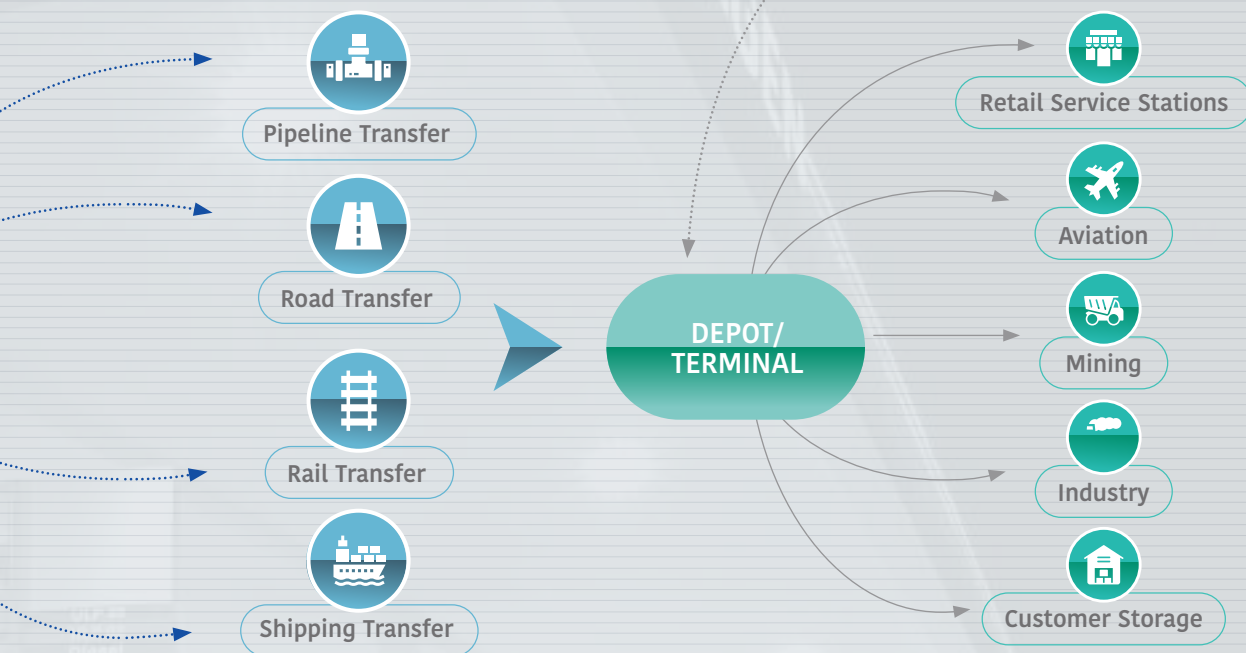 Pipeline Transfer
Road Transfer
Rail Transfer
Shipping Transfer
DEPOT/
TERMINAL
Retail Service Stations
Aviation
Mining
Industry
Customer Storage